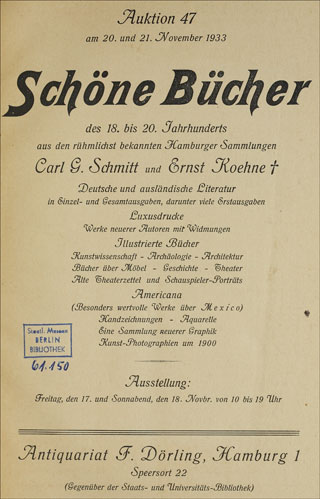 Auktion 47
am 20. und 21. November 1933
Schöne Bücher
des 18. bis 20. Jahrhunderts
aus den rühmlichst bekannten Hamburger Sammlungen
Carl G. Schmitt und Ernst Koehne †
Deutsche und ausländische Literatur
in Einzel- und Gesamtausgaben, darunter viele Erstausgaben
Luxusdrucke
Werke neuerer Autoren mit Widmungen
Illustrierte Bücher
Kunstwissenschaft - Archäologie - Architektur
Bücher über Möbel - Geschichte - Theater
Alte Theaterzettel und Schauspieler-Porträts
Americana
(Besonders wertvolle Werke über Mexico)
Handzeichnungen - Aquarelle
Eine Sammlung neuerer Graphik
Kunst-Photographien um 1900
Staatl. Museen
BERLIN
BIBLIOTHEK
61.150
Ausstellung:
Freitag, den 17. und Sonnabend, den 18. Novbr. von 10 bis 19 Uhr
Antiquariat F. Dörling, Hamburg 1
Speersort 22
(Gegenüber der Staats- und Universitäts-Bibliothek)